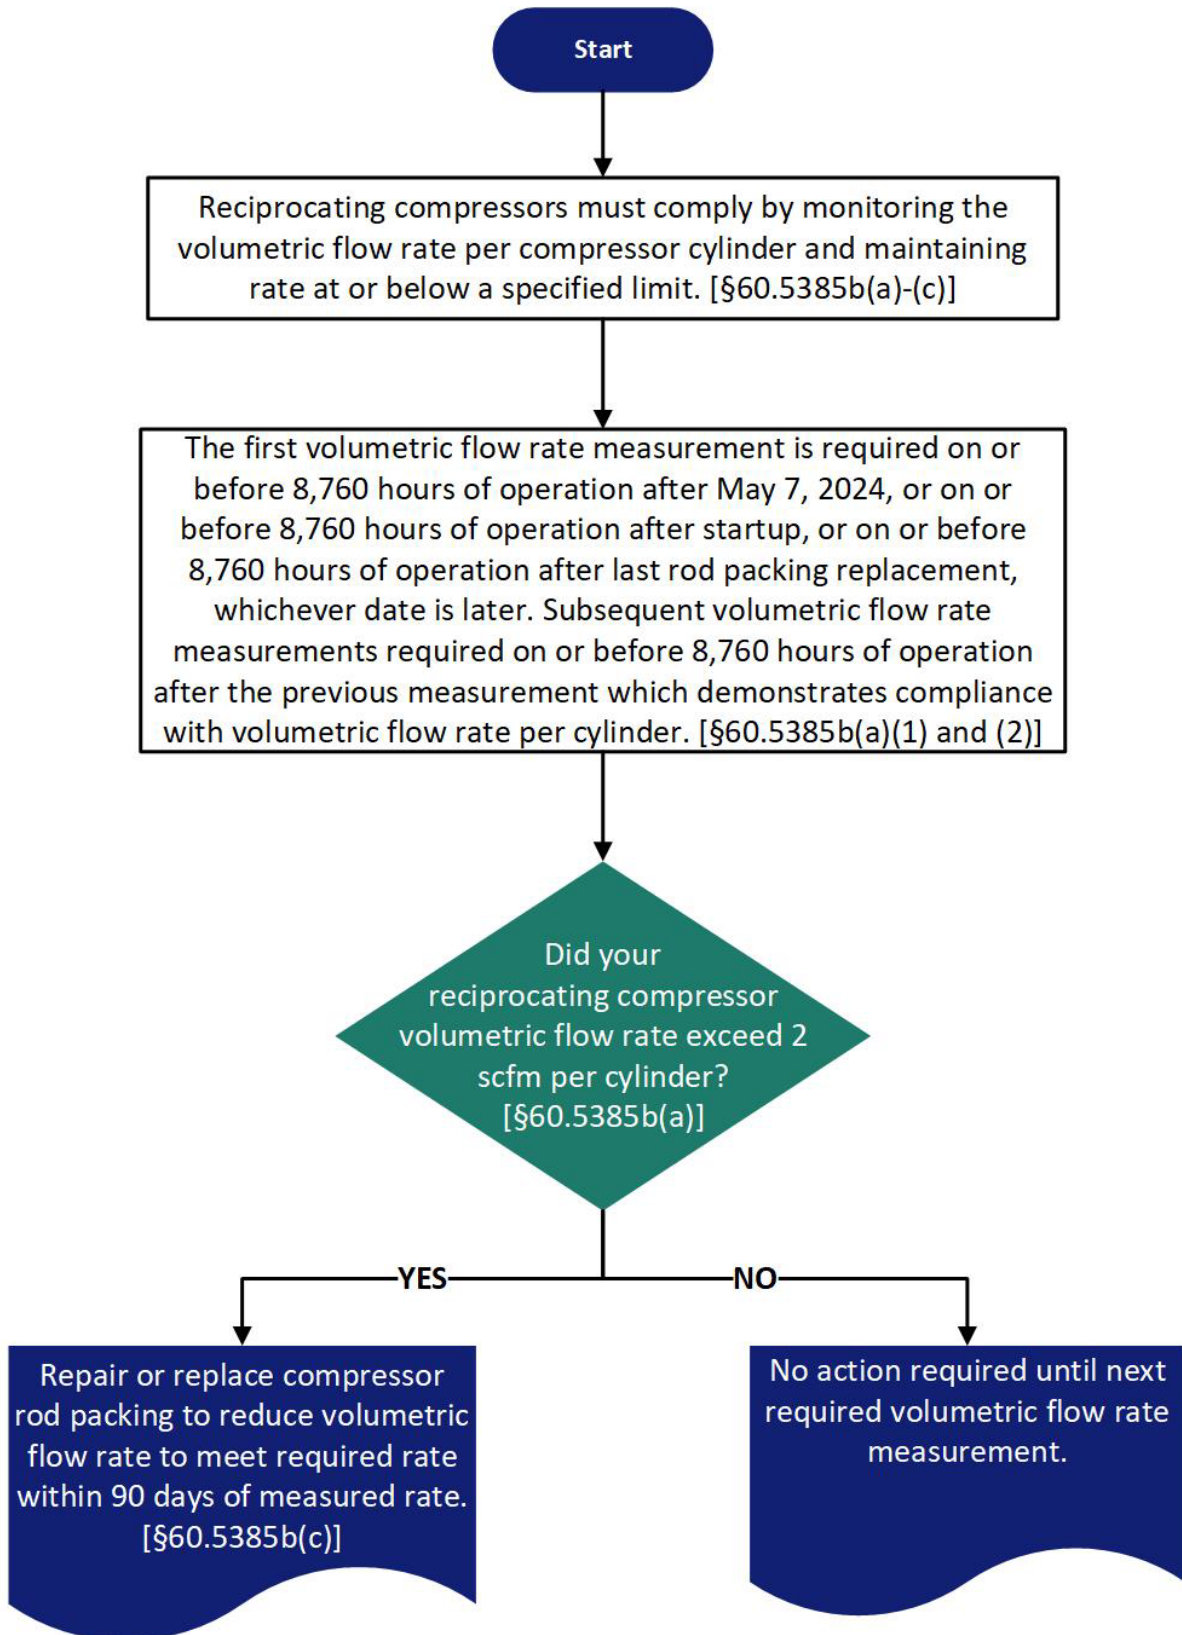 Start
Reciprocating compressors must comply by monitoring the
volumetric flow rate per compressor cylinder and maintaining
rate at or below a specified limit. [§60.5385b(a)-(c)]
The first volumetric flow rate measurement is required on or
before 8,760 hours of operation after May 7, 2024, or on or
before 8,760 hours of operation after startup, or on or before
8,760 hours of operation after last rod packing replacement,
whichever date is later. Subsequent volumetric flow rate
measurements required on or before 8,760 hours of operation
after the previous measurement which demonstrates compliance
with volumetric flow rate per cylinder. [§60.5385b(a)(1) and (2)]
Did your
reciprocating compressor
volumetric flow rate exceed 2
scfm per cylinder?
[§60.5385b(a)]
YES
NO
Repair or replace compressor
rod packing to reduce volumetric
flow rate to meet required rate
within 90 days of measured rate.
[§60.5385b(c)]
No action required until next
required volumetric flow rate
measurement.